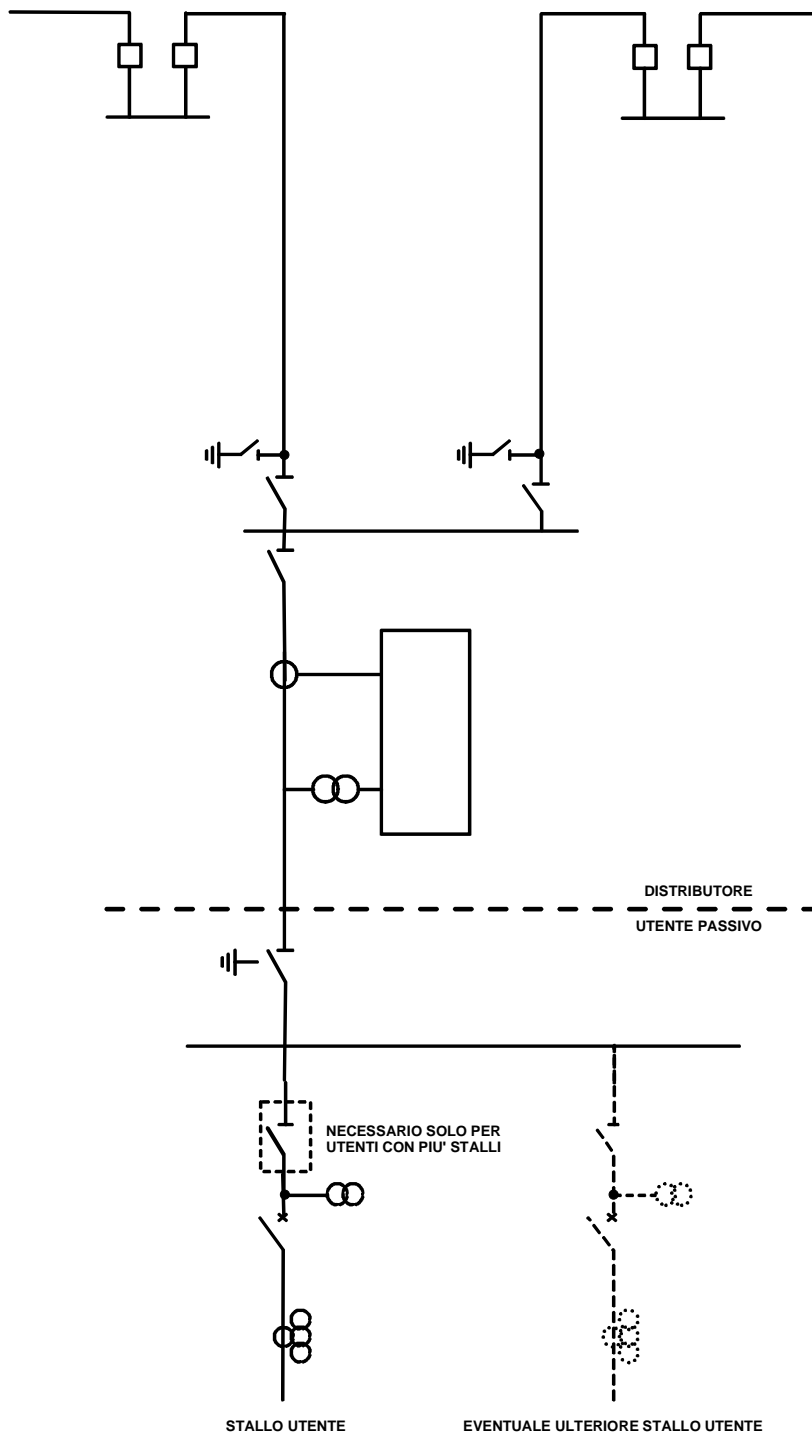 DISTRIBUTORE
UTENTE PASSIVO
NECESSARIO SOLO PER
UTENTI CON PIU' STALLI
STALLO UTENTE
EVENTUALE ULTERIORE STALLO UTENTE